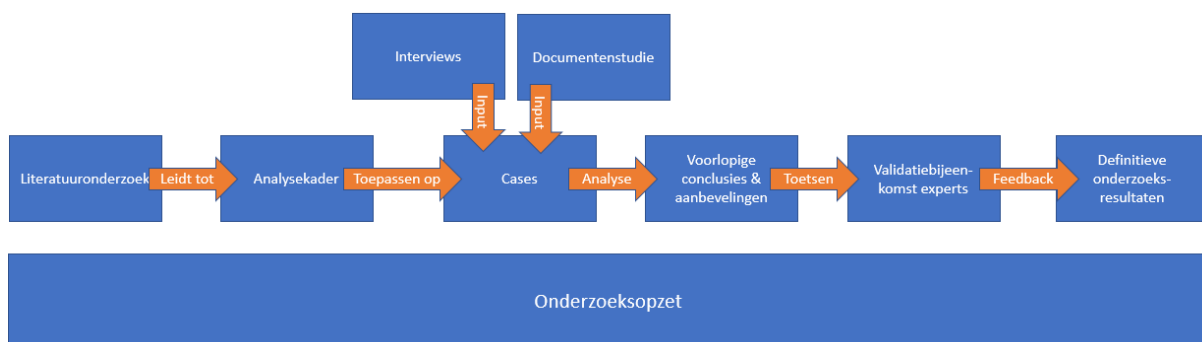 Interviews
Documentenstudie
Input
Input
Literatuuronderzoek
Leidt tot
Analysekader
Toepassen op
Cases
Analyse
Voorlopige
conclusies &
aanbevelingen
Toetsen
Validatiebijeen-
komst experts
Feedback
Definitieve
onderzoeks-
resultaten
Onderzoeksopzet